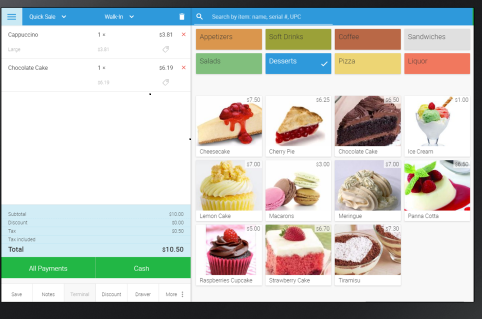 Quick Sale Walk-In
Search by item: name, serial #, UPC
Cappuccino 1 × $3.81 ×
Large $3.81
Chocolate Cake 1 × $6.19 ×
$6.19
Subtotal $10.00
Discount $0.00
Tax $0.50
Tax Included
Total $10.50
All Payments Cash
Save Notes Terminal Discount Drawer More
Appetizers Soft Drinks Coffee Sandwiches
Salads Desserts Pizza Liquor
$7.50 $6.25 $6.50 $1.00
Cheesecake Cherry Pie Chocolate Cake Ice Cream
$7.00 $3.00 $7.00 $6.50
Lemon Cake Macarons Meringue Panna Cotta
$5.00 $6.70 $7.30
Raspberries Cupcake Strawberry Cake Tiramisu